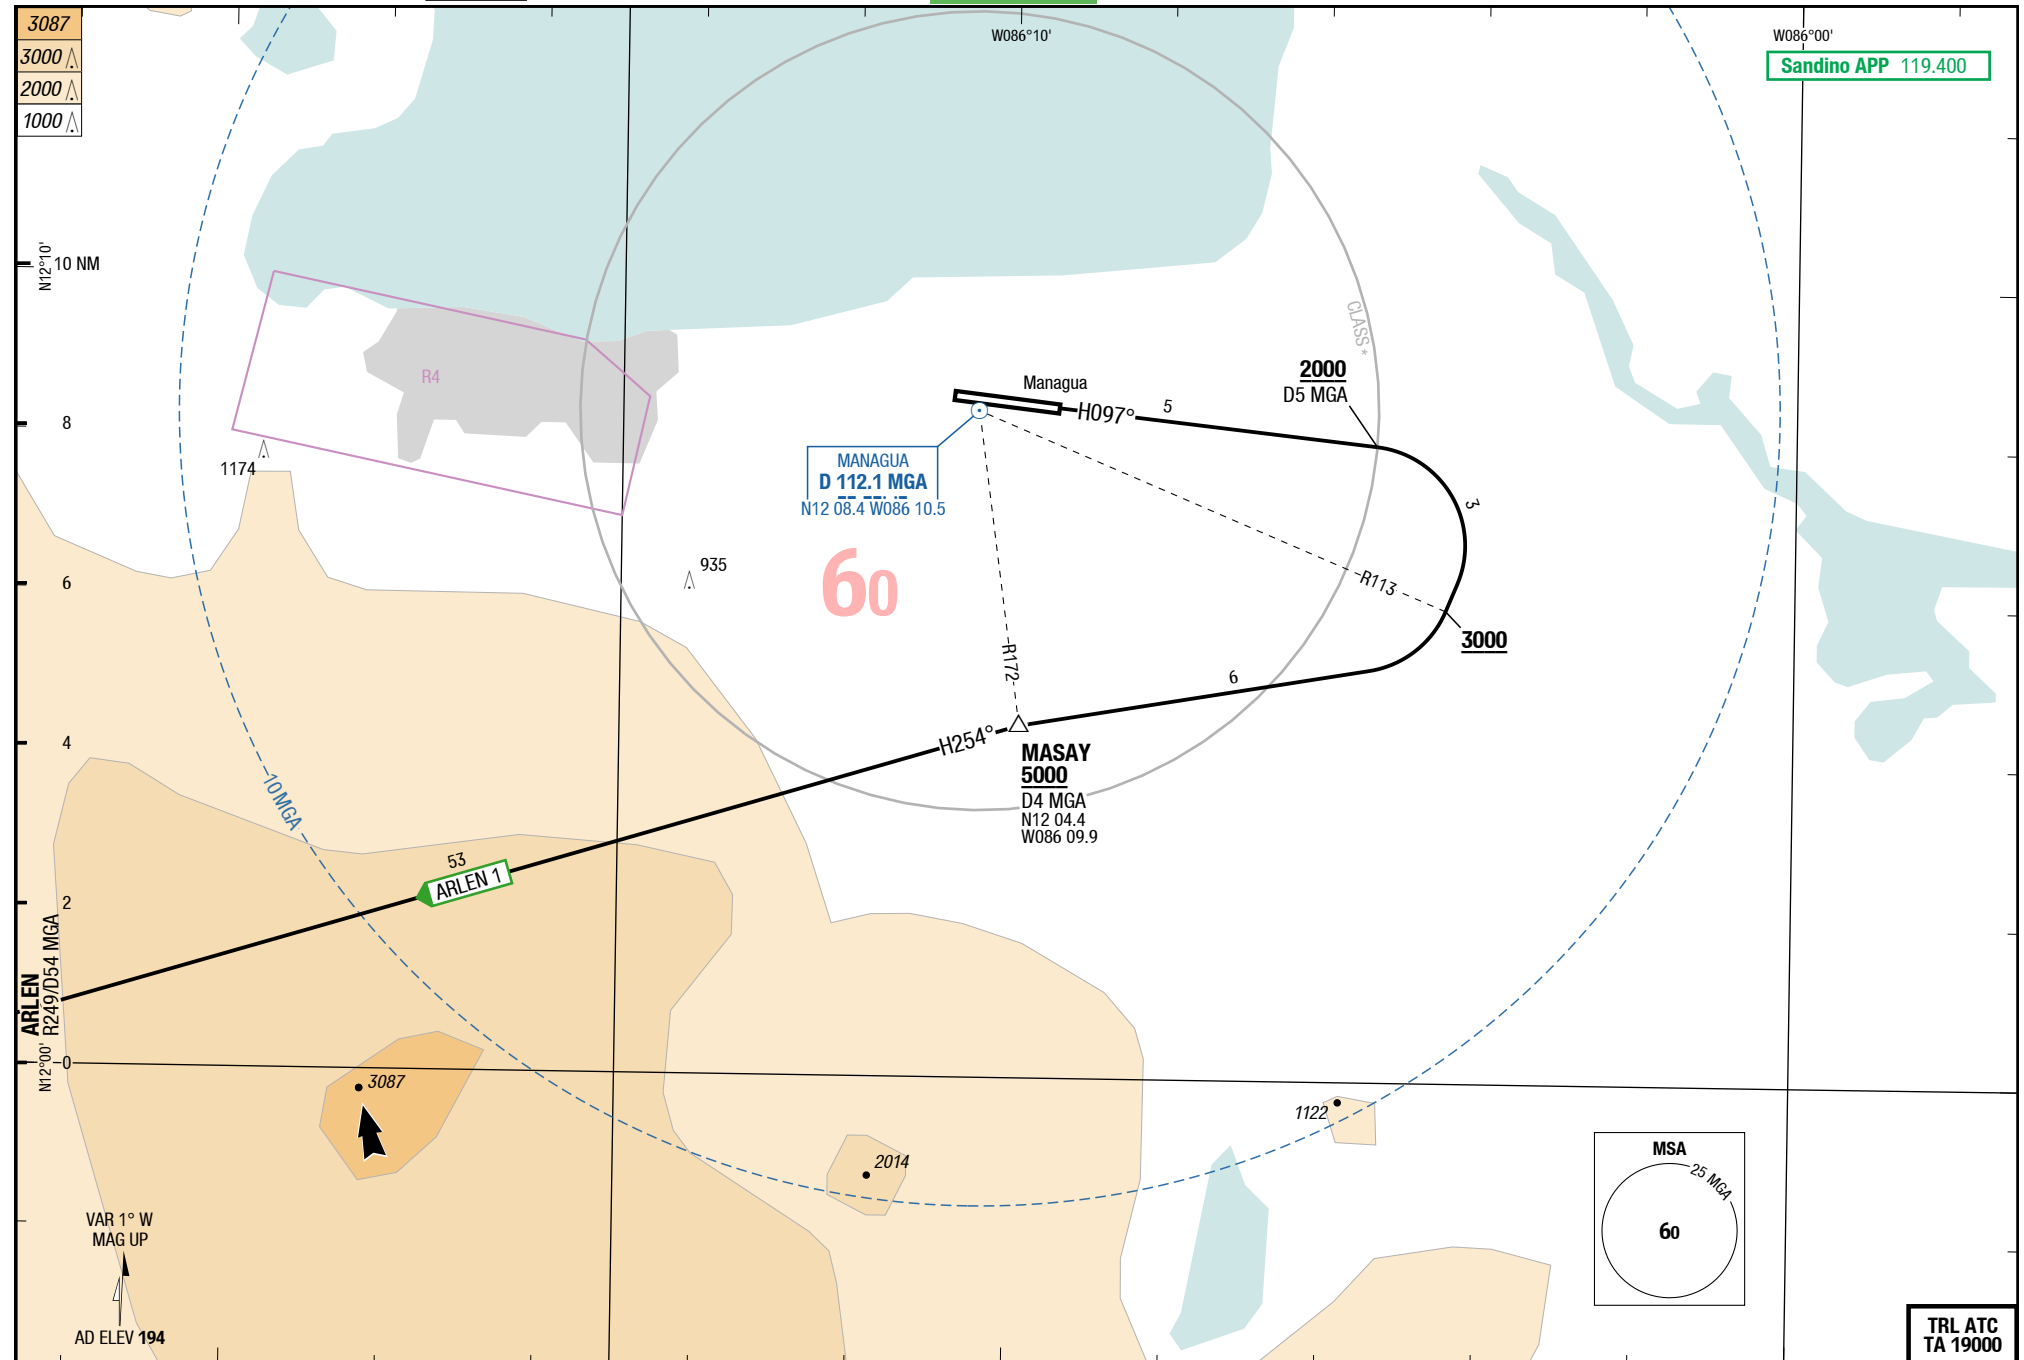 3087
3000
2000
1000
W086°10'
W086°00'
Sandino APP 119.400
N12°10'
10 NM
8
6
4
2
0
N12°00'
R4
1174
935
CLASS *
Managua
H097°
5
2000
D5 MGA
3
MANAGUA
D 112.1 MGA
N12 08.4 W086 10.5
60
R113
3000
R172
6
H254°
MASAY
5000
D4 MGA
N12 04.4
W086 09.9
10 MGA
53
ARLEN 1
ARLEN
R249/D54 MGA
3087
2014
1122
MSA
25 MGA
60
VAR 1° W
MAG UP
AD ELEV 194
TRL ATC
TA 19000